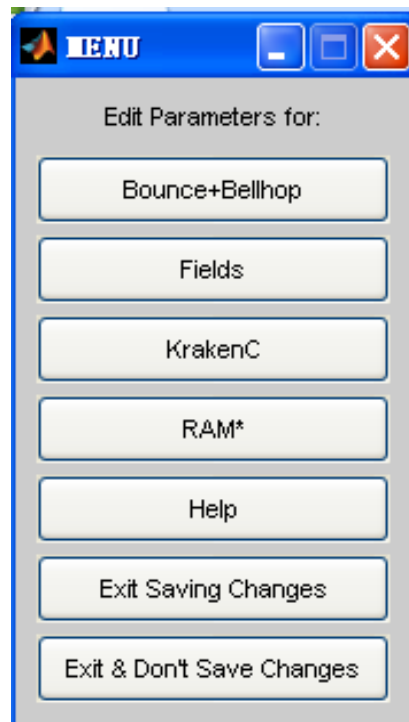 MENU
Edit Parameters for:
Bounce+Bellhop
Fields
KrakenC
RAM*
Help
Exit Saving Changes
Exit & Don't Save Changes